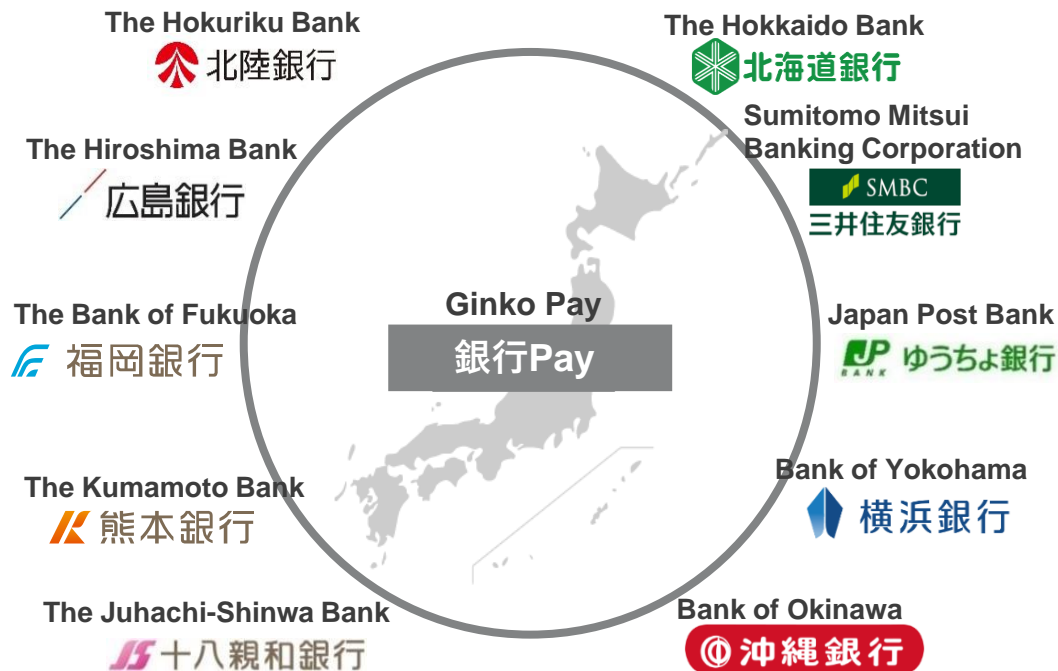 The Hokuriku Bank
北陸銀行
The Hokkaido Bank
北海道銀行
The Hiroshima Bank
広島銀行
Sumitomo Mitsui
Banking Corporation
SMBC
三井住友銀行
Ginko Pay
銀行Pay
The Bank of Fukuoka
福岡銀行
Japan Post Bank
JP
BANK
ゆうちょ銀行
The Kumamoto Bank
熊本銀行
Bank of Yokohama
横浜銀行
The Juhachi-Shinwa Bank
十八親和銀行
Bank of Okinawa
沖縄銀行